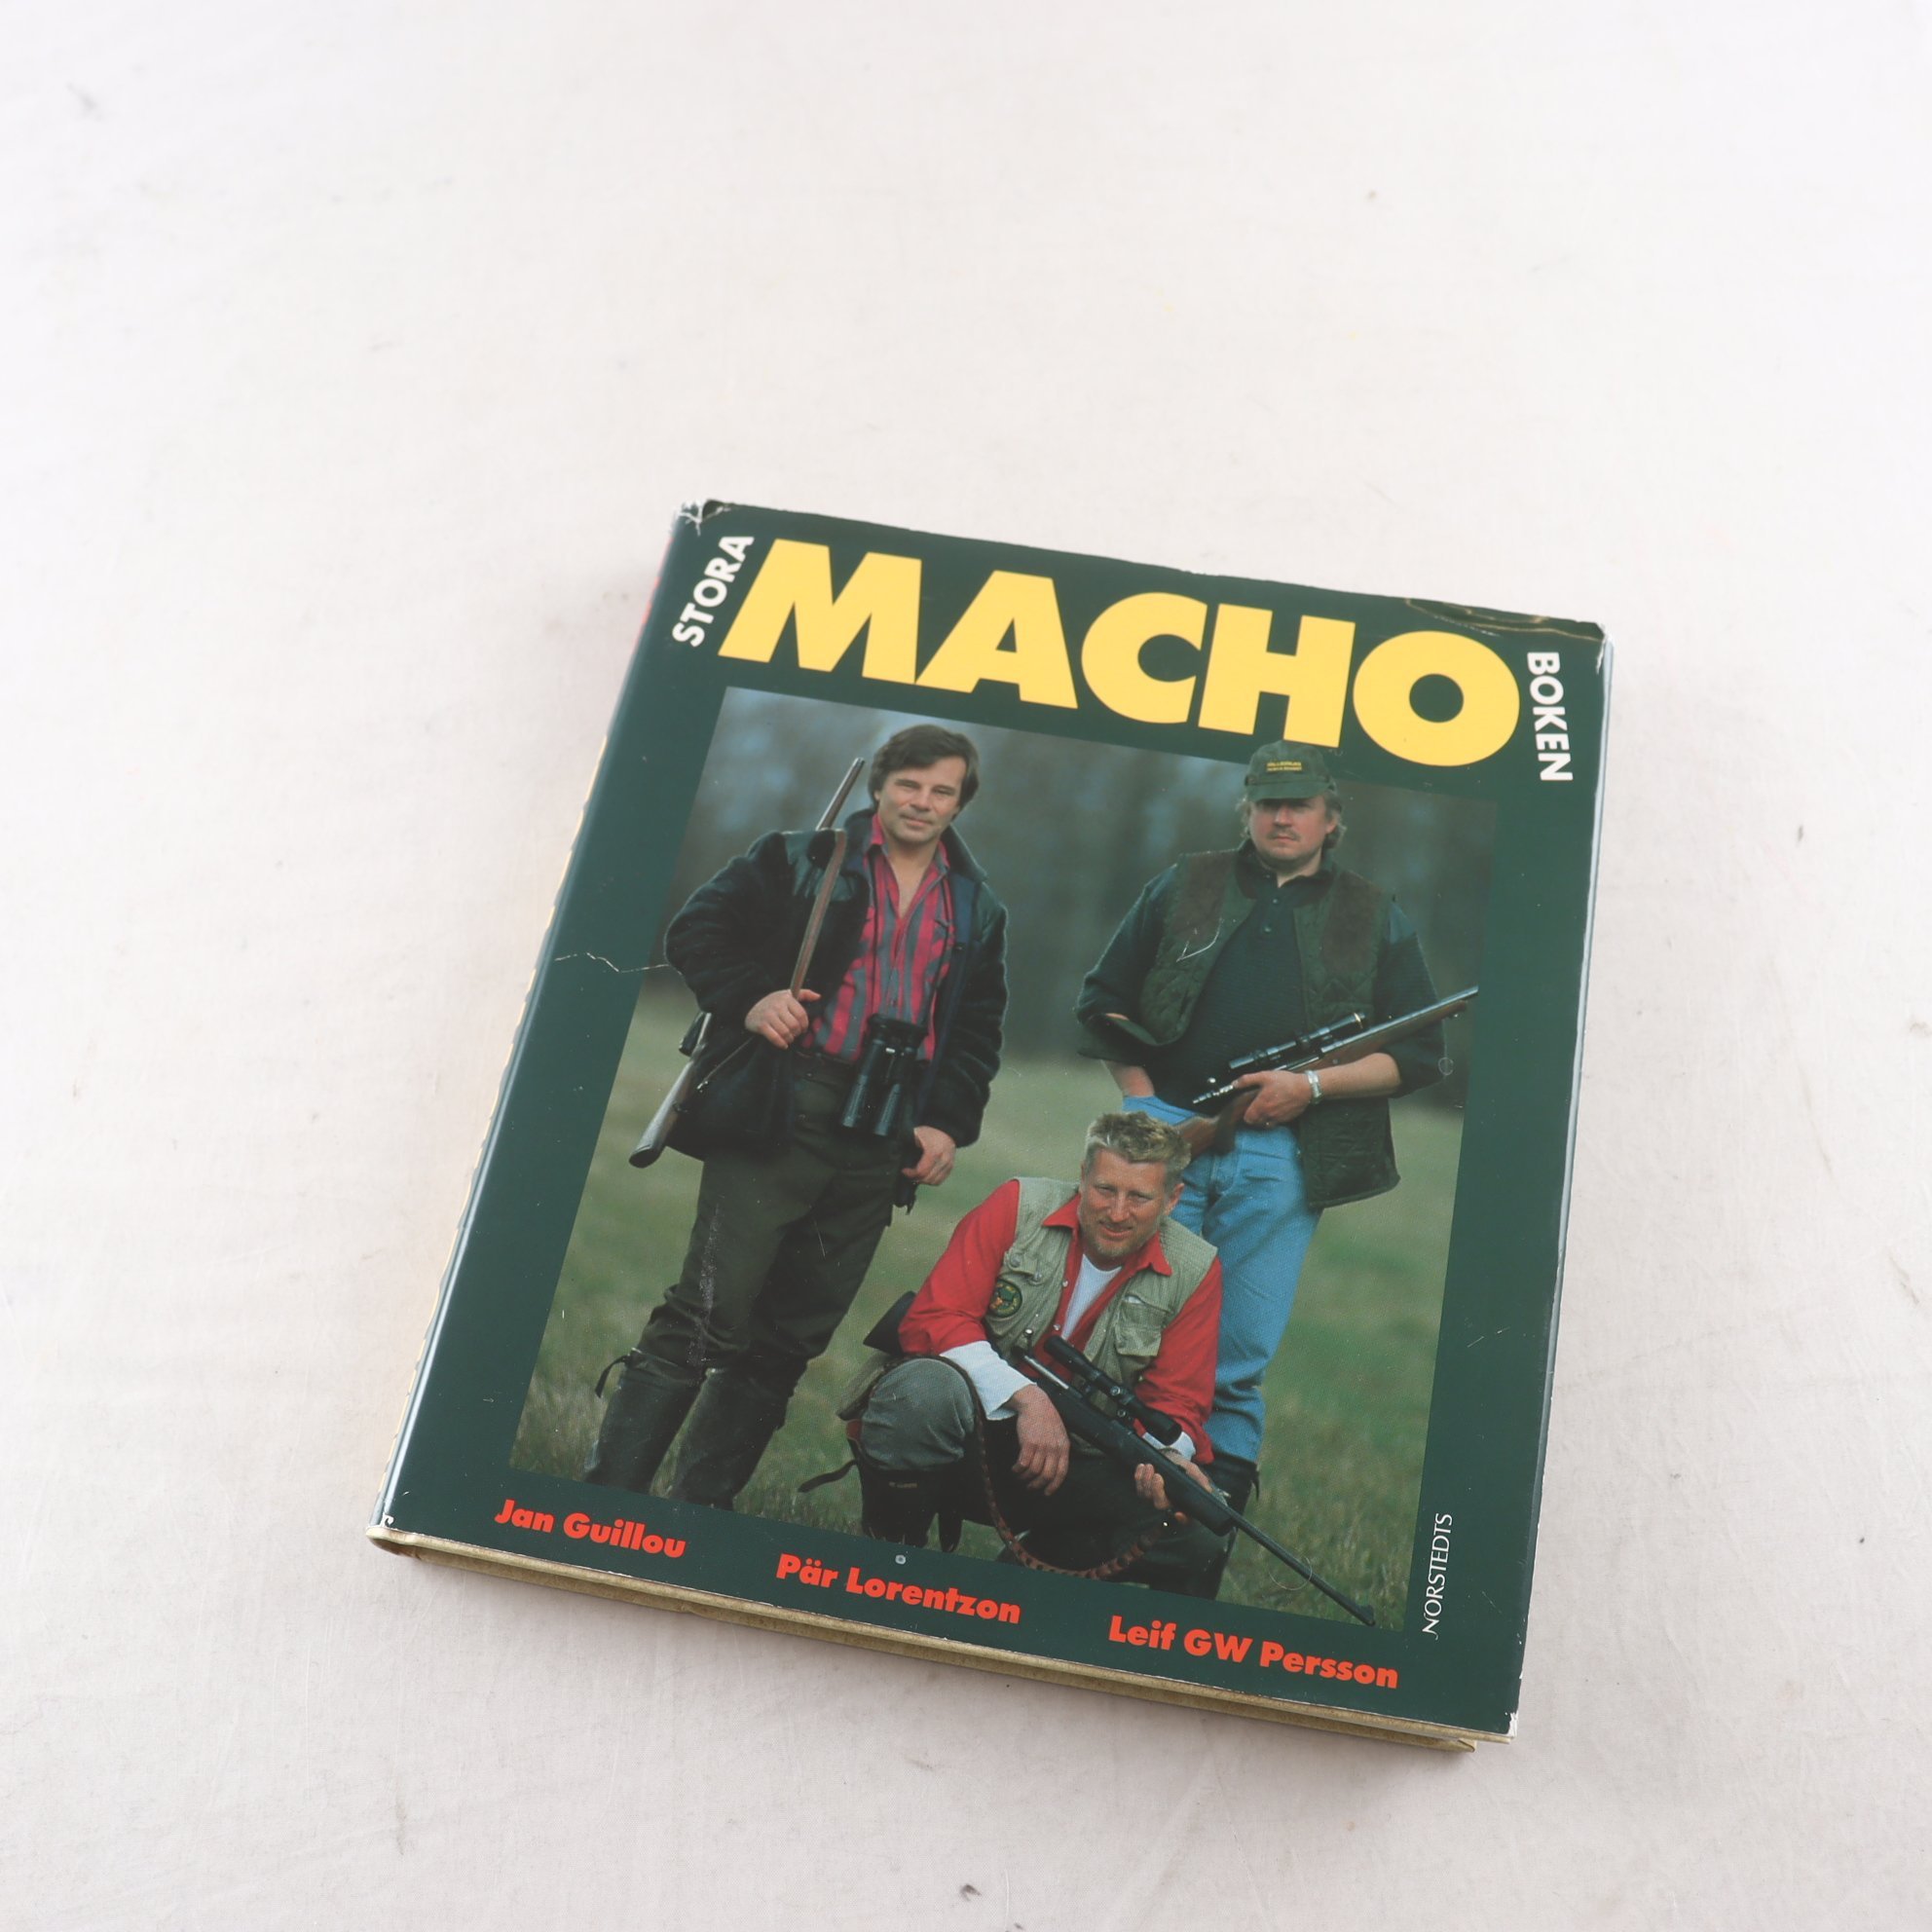 STORA
MACHO
BOKEN
Jan Guillou
Pär Lorentzon
Leif GW Persson
NORSTEDTS